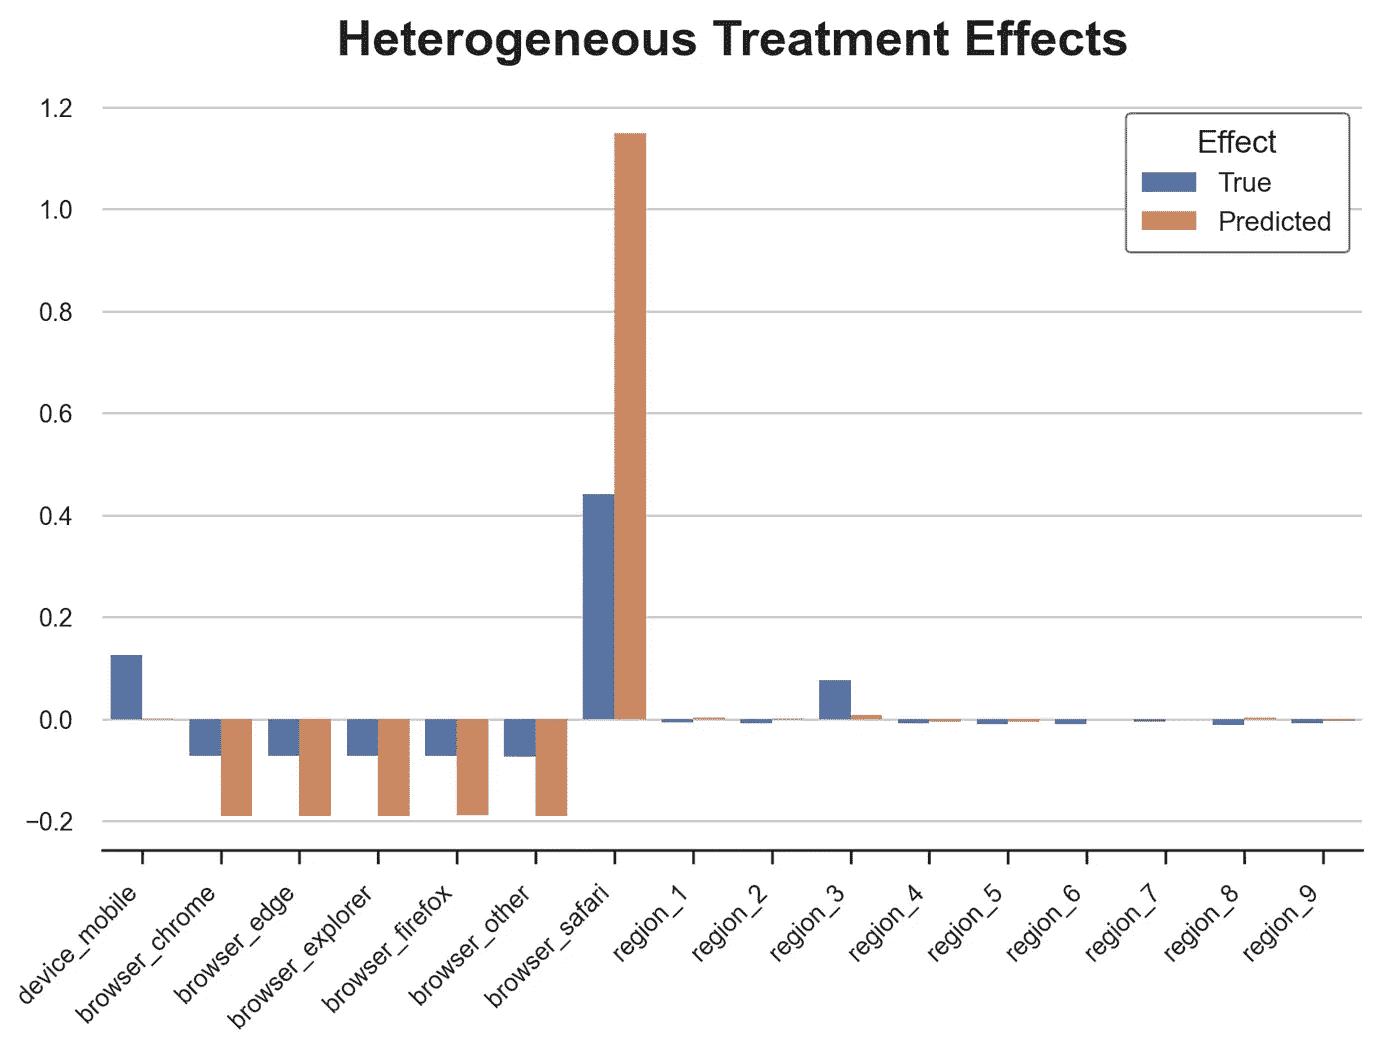 Heterogeneous Treatment Effects
1.2
1.0
0.8
0.6
0.4
0.2
0.0
−0.2
Effect
True
Predicted
device_mobile
browser_chrome
browser_edge
browser_explorer
browser_firefox
browser_other
browser_safari
region_1
region_2
region_3
region_4
region_5
region_6
region_7
region_8
region_9